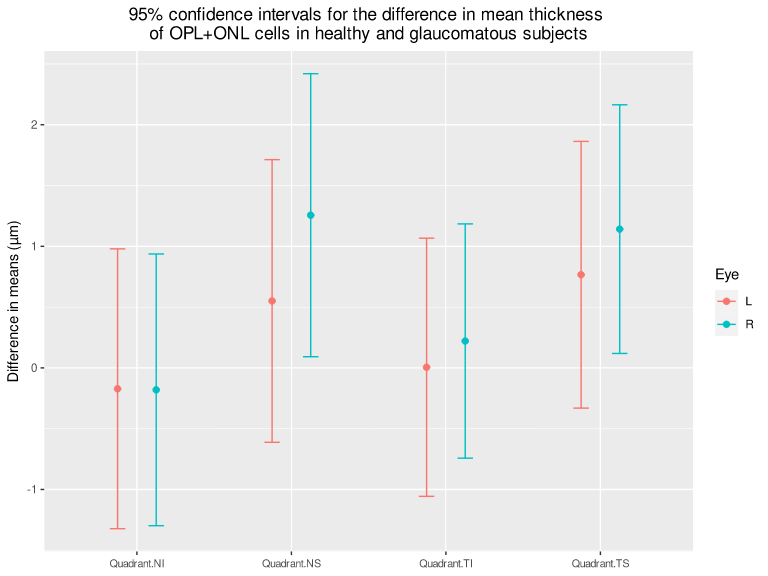 95% confidence intervals for the difference in mean thickness
of OPL+ONL cells in healthy and glaucomatous subjects
Difference in means (μm)
2
1
0
-1
Quadrant.NI
Quadrant.NS
Quadrant.TI
Quadrant.TS
Eye
L
R